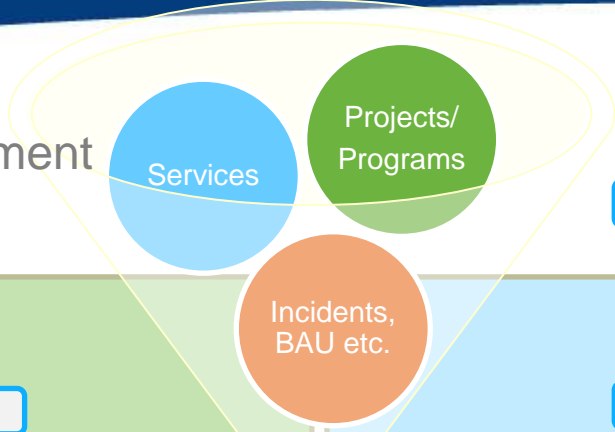 Projects/
Programs
ment
Services
Incidents,
BAU etc.